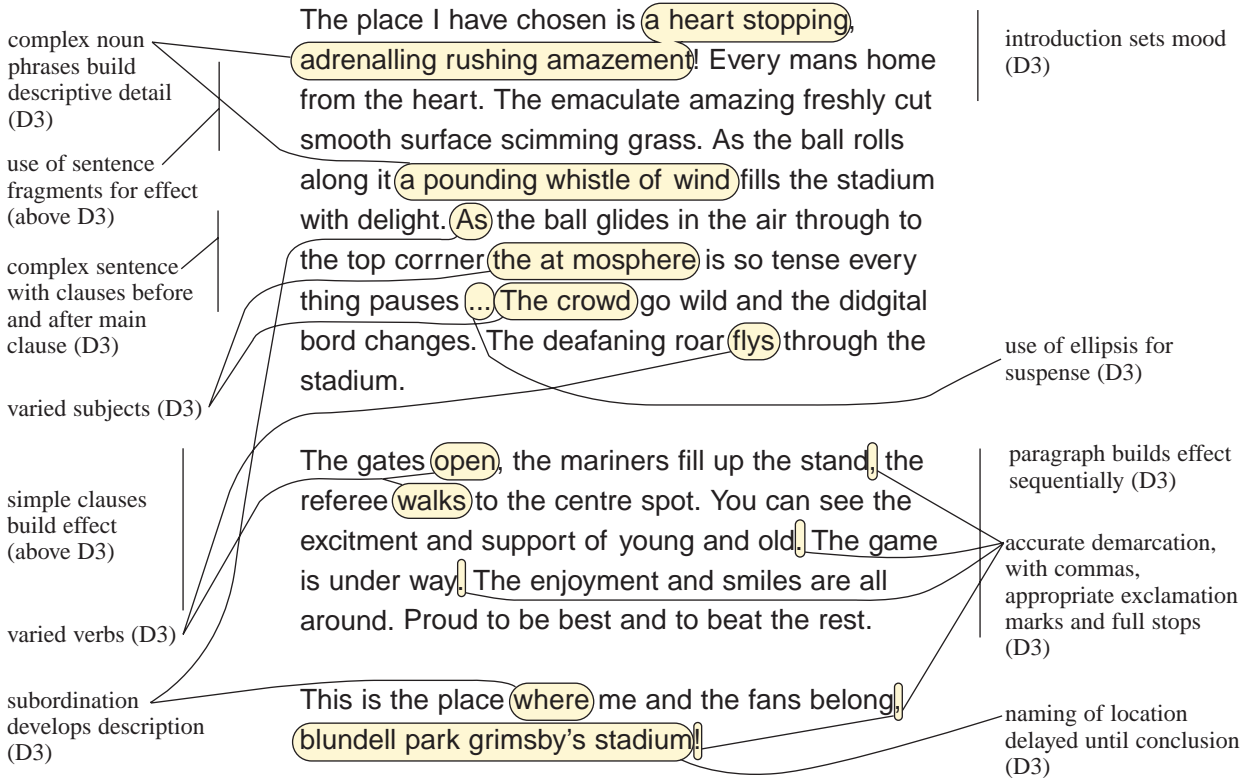 complex noun
phrases build
descriptive detail
(D3)
use of sentence
fragments for effect
(above D3)
complex sentence
with clauses before
and after main
clause (D3)
varied subjects (D3)
simple clauses
build effect
(above D3)
varied verbs (D3)
subordination
develops description
(D3)
The place I have chosen is a heart stopping,
adrenalling rushing amazement! Every mans home
from the heart. The emaculate amazing freshly cut
smooth surface scimming grass. As the ball rolls
along it a pounding whistle of wind fills the stadium
with delight. As the ball glides in the air through to
the top corrner the at mosphere is so tense every
thing pauses ... The crowd go wild and the didgital
bord changes. The deafaning roar flys through the
stadium.
The gates open, the mariners fill up the stand, the
referee walks to the centre spot. You can see the
excitment and support of young and old. The game
is under way. The enjoyment and smiles are all
around. Proud to be best and to beat the rest.
This is the place where me and the fans belong,
blundell park grimsby's stadium!
introduction sets mood
(D3)
use of ellipsis for
suspense (D3)
paragraph builds effect
sequentially (D3)
accurate demarcation,
with commas,
appropriate exclamation
marks and full stops
(D3)
naming of location
delayed until conclusion
(D3)